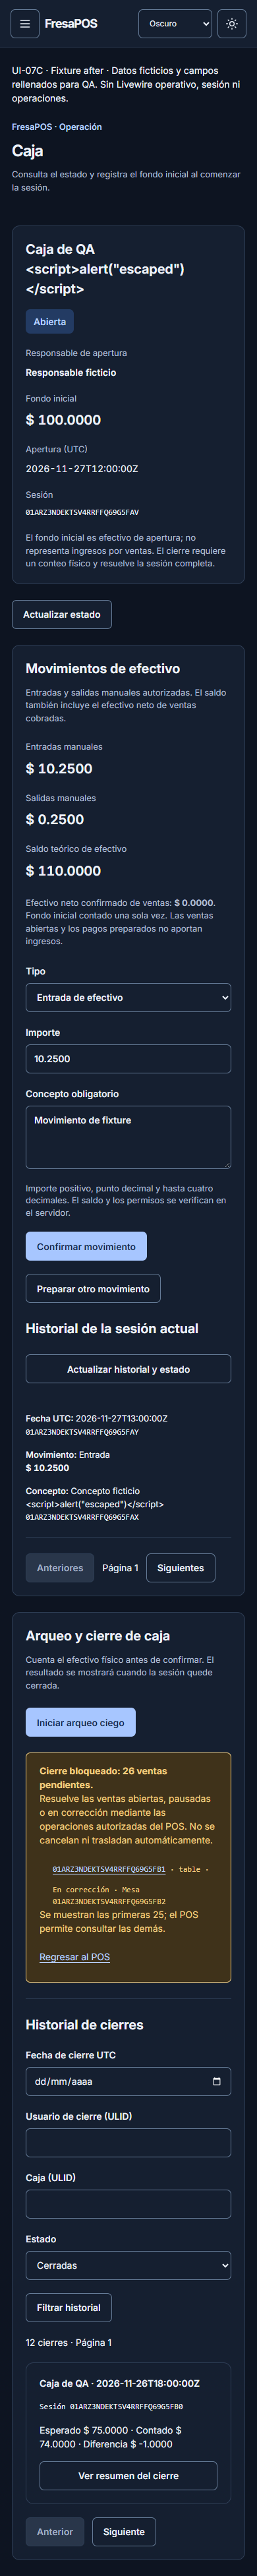 FresaPOS
Oscuro
UI-07C · Fixture after · Datos ficticios y campos
rellenados para QA. Sin Livewire operativo, sesión ni
operaciones.
FresaPOS · Operación
Caja
Consulta el estado y registra el fondo inicial al comenzar
la sesión.
Caja de QA
<script>alert("escaped")
</script>
Abierta
Responsable de apertura
Responsable ficticio
Fondo inicial
$ 100.0000
Apertura (UTC)
2026-11-27T12:00:00Z
Sesión
01ARZ3NDEKTSV4RRFFQ69G5FAV
El fondo inicial es efectivo de apertura; no
representa ingresos por ventas. El cierre requiere
un conteo físico y resuelve la sesión completa.
Actualizar estado
Movimientos de efectivo
Entradas y salidas manuales autorizadas. El saldo
también incluye el efectivo neto de ventas
cobradas.
Entradas manuales
$ 10.2500
Salidas manuales
$ 0.2500
Saldo teórico de efectivo
$ 110.0000
Efectivo neto confirmado de ventas: $ 0.0000.
Fondo inicial contado una sola vez. Las ventas
abiertas y los pagos preparados no aportan
ingresos.
Tipo
Entrada de efectivo
Importe
10.2500
Concepto obligatorio
Movimiento de fixture
Importe positivo, punto decimal y hasta cuatro
decimales. El saldo y los permisos se verifican en
el servidor.
Confirmar movimiento
Preparar otro movimiento
Historial de la sesión actual
Actualizar historial y estado
Fecha UTC: 2026-11-27T13:00:00Z
01ARZ3NDEKTSV4RRFFQ69G5FAY
Movimiento: Entrada
$ 10.2500
Concepto: Concepto ficticio
<script>alert("escaped")</script>
01ARZ3NDEKTSV4RRFFQ69G5FAX
Anteriores
Página 1
Siguientes
Arqueo y cierre de caja
Cuenta el efectivo físico antes de confirmar. El
resultado se mostrará cuando la sesión quede
cerrada.
Iniciar arqueo ciego
Cierre bloqueado: 26 ventas
pendientes.
Resuelve las ventas abiertas, pausadas
o en corrección mediante las
operaciones autorizadas del POS. No se
cancelan ni trasladan automáticamente.
01ARZ3NDEKTSV4RRFFQ69G5FB1 · table ·
En corrección · Mesa
01ARZ3NDEKTSV4RRFFQ69G5FB2
Se muestran las primeras 25; el POS
permite consultar las demás.
Regresar al POS
Historial de cierres
Fecha de cierre UTC
dd/mm/aaaa
Usuario de cierre (ULID)
Caja (ULID)
Estado
Cerradas
Filtrar historial
12 cierres · Página 1
Caja de QA · 2026-11-26T18:00:00Z
Sesión 01ARZ3NDEKTSV4RRFFQ69G5FB0
Esperado $ 75.0000 · Contado $
74.0000 · Diferencia $ -1.0000
Ver resumen del cierre
Anterior
Siguiente